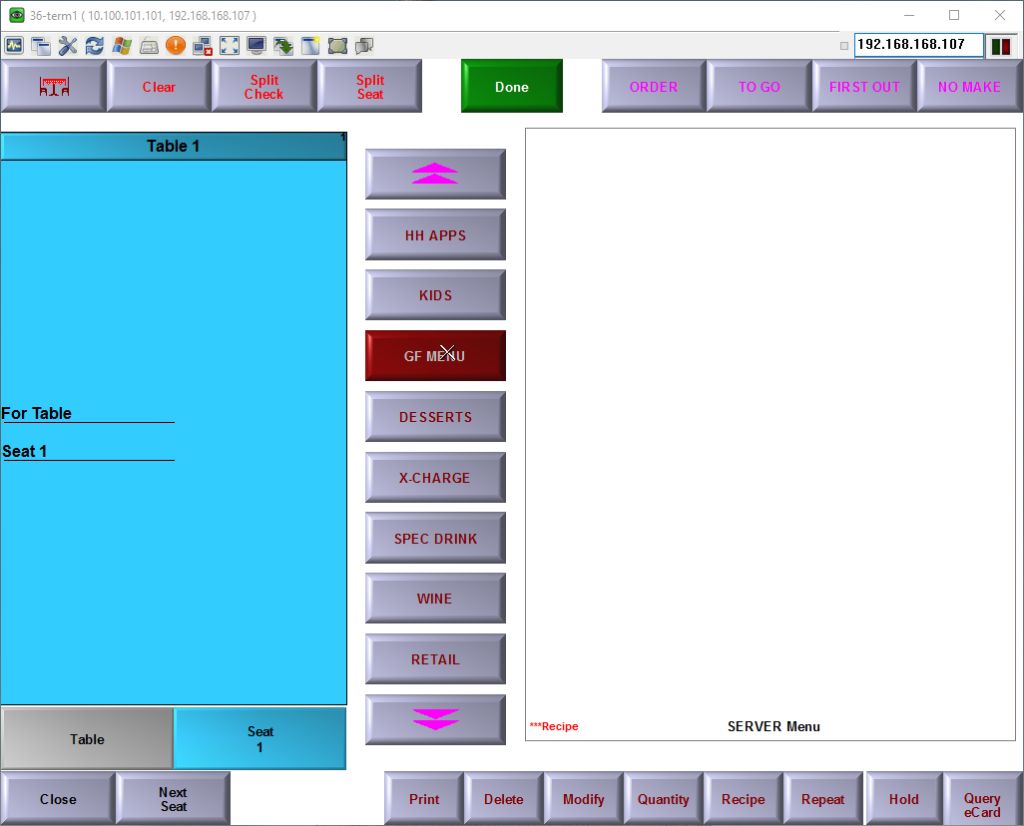 36-term1 ( 10.100.101.101, 192.168.168.107 )
192.168.168.107
Clear
Split
Check
Split
Seat
Done
ORDER
TO GO
FIRST OUT
NO MAKE
Table 1
1
For Table
Seat 1
HH APPS
KIDS
GF MENU
DESSERTS
X-CHARGE
SPEC DRINK
WINE
RETAIL
***Recipe
SERVER Menu
Table
Seat
1
Close
Next
Seat
Print
Delete
Modify
Quantity
Recipe
Repeat
Hold
Query
eCard